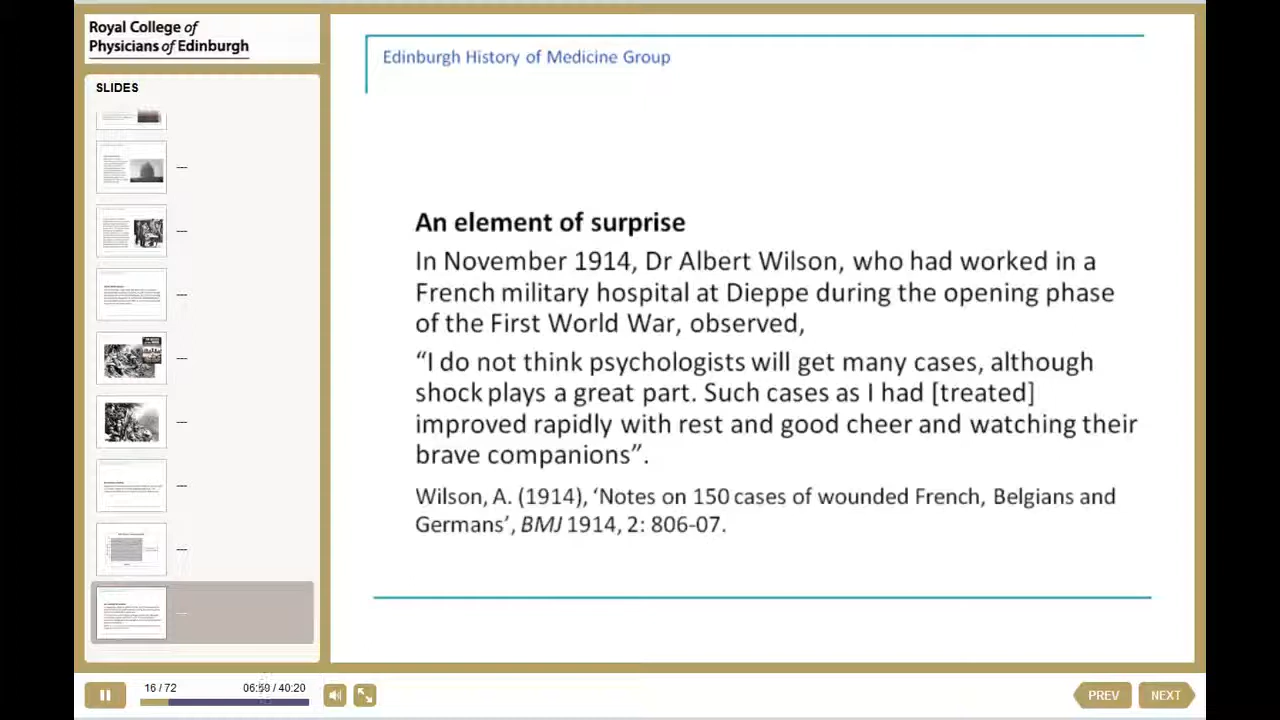 Royal College of
Physicians of Edinburgh
SLIDES
Edinburgh History of Medicine Group
An element of surprise
In November 1914, Dr Albert Wilson, who had worked in a
French military hospital at Dieppe during the opening phase
of the First World War, observed,
“I do not think psychologists will get many cases, although
shock plays a great part. Such cases as I had [treated]
improved rapidly with rest and good cheer and watching their
brave companions”.
Wilson, A. (1914), ‘Notes on 150 cases of wounded French, Belgians and
Germans’, BMJ 1914, 2: 806-07.
16 / 72
06:59 / 40:20
PREV
NEXT